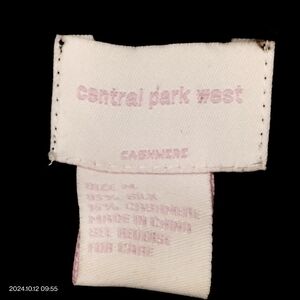 central park west
CASHMERE
SIZE M
85% SILK
15% CASHMERE
MADE IN CHINA
SEE REVERSE
FOR CARE
2024.10.12 09:55